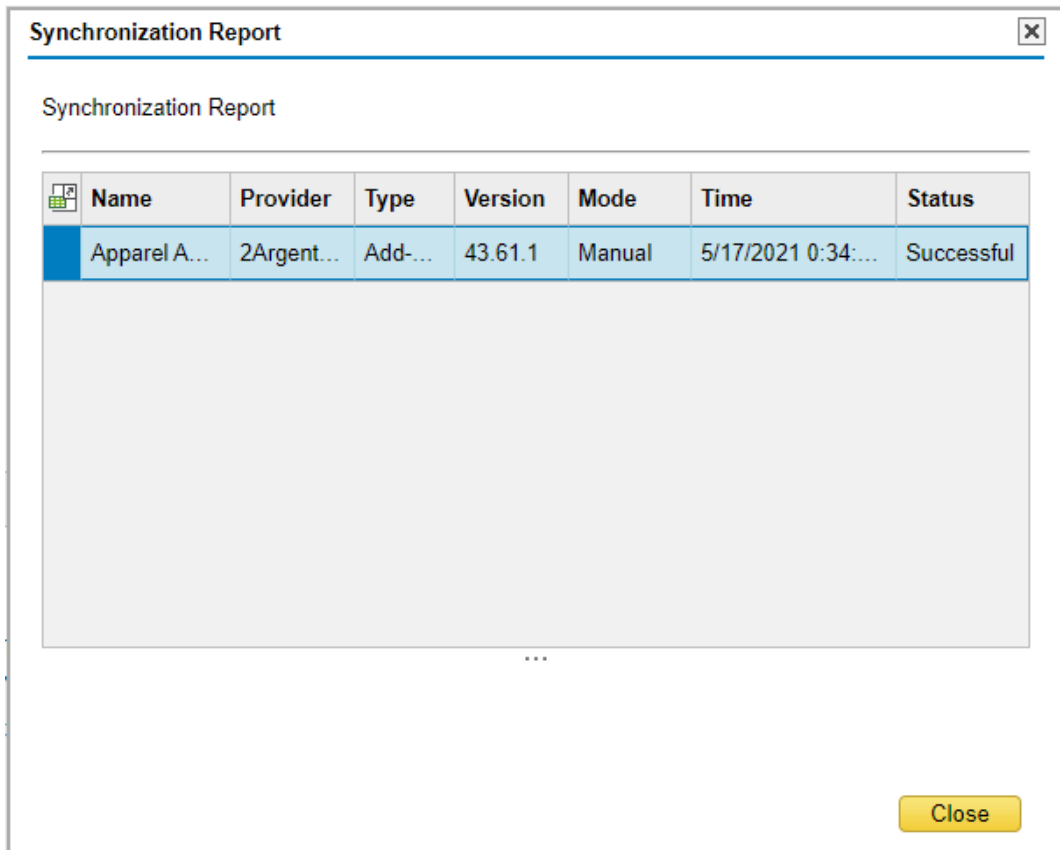 Synchronization Report
Synchronization Report
Name Provider Type Version Mode Time Status
Apparel A... 2Argent... Add-... 43.61.1 Manual 5/17/2021 0:34:... Successful
...
Close